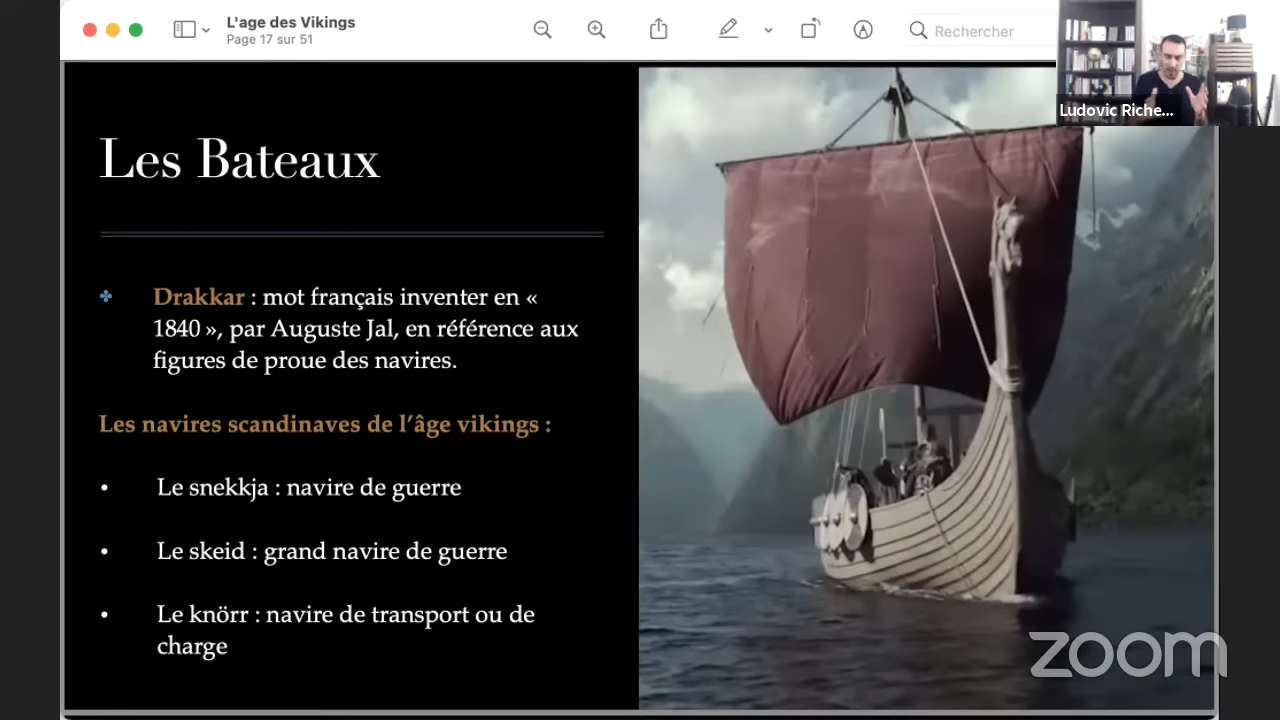 L'age des Vikings
Page 17 sur 51
Rechercher
Ludovic Riche...
Les Bateaux
Drakkar : mot français inventer en «
1840 », par Auguste Jal, en référence aux
figures de proue des navires.
Les navires scandinaves de l’âge vikings :
• Le snekkja : navire de guerre
• Le skeid : grand navire de guerre
• Le knörr : navire de transport ou de
charge
zoom